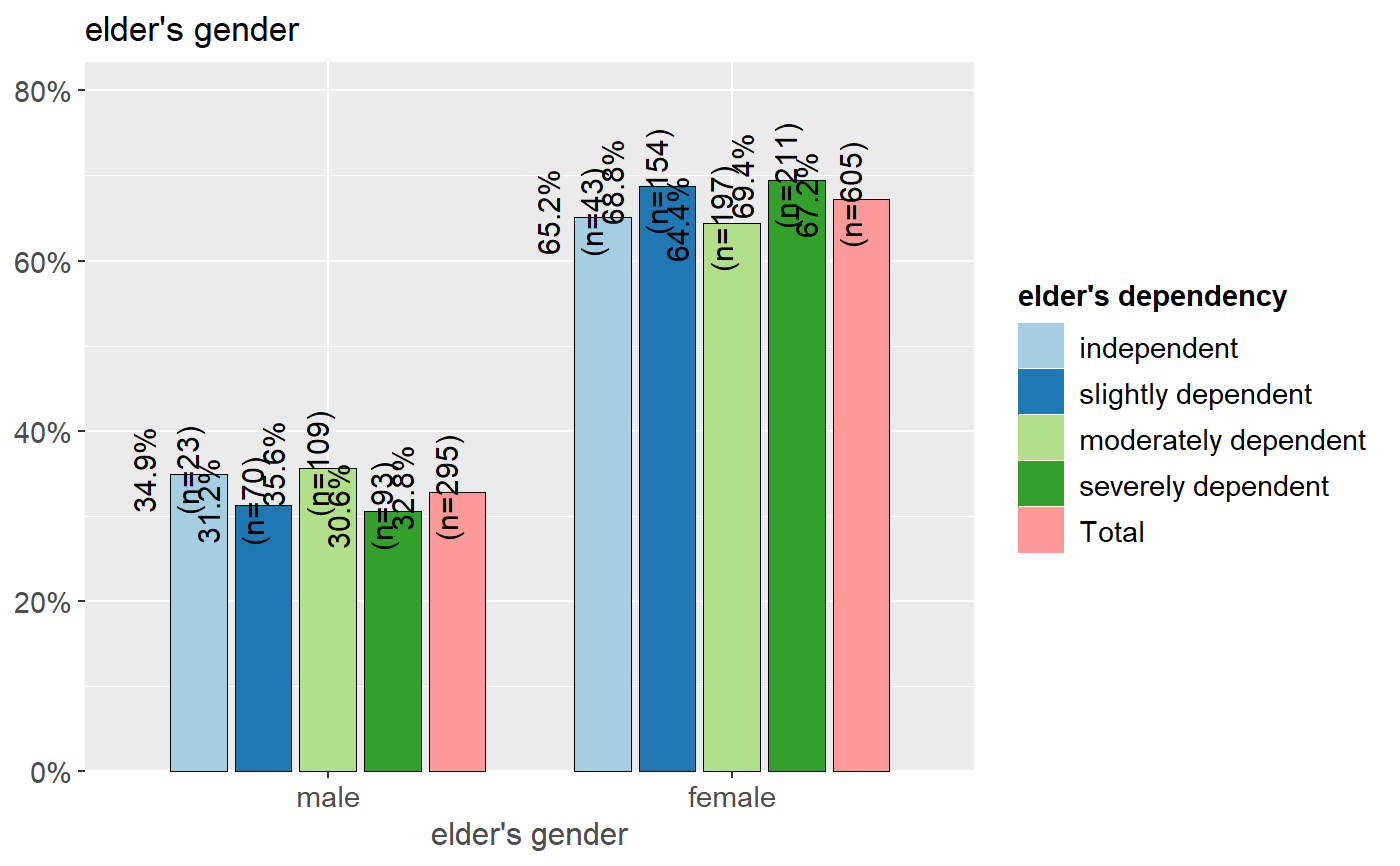 elder's gender
80%
60%
40%
20%
0%
34.9%
(n=23)
31.2%
(n=70)
35.6%
(n=109)
30.6%
(n=93)
32.8%
(n=295)
65.2%
(n=43)
68.8%
(n=154)
64.4%
(n=197)
69.4%
(n=211)
67.2%
(n=605)
male
female
elder's gender
elder's dependency
independent
slightly dependent
moderately dependent
severely dependent
Total